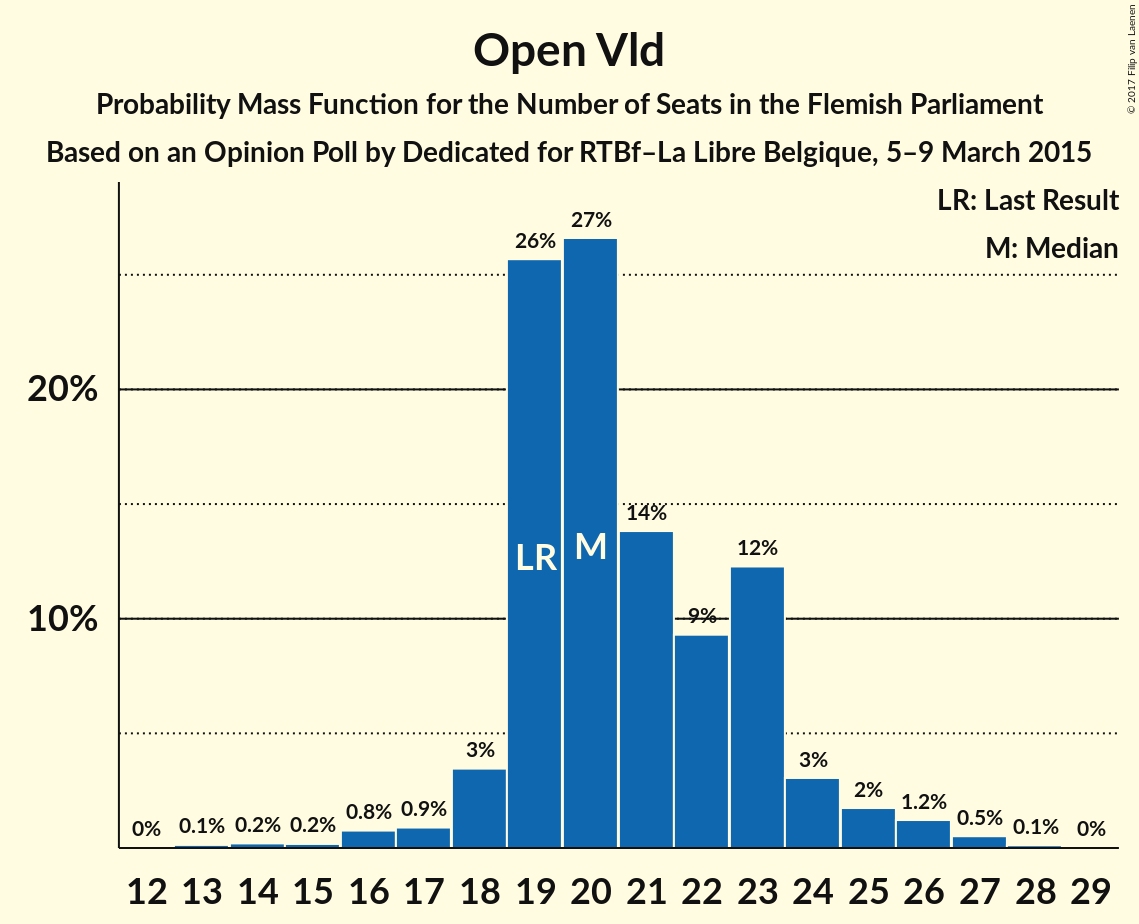 Open Vld
Probability Mass Function for the Number of Seats in the Flemish Parliament
Based on an Opinion Poll by Dedicated for RTBf–La Libre Belgique, 5–9 March 2015
© 2017 Filip van Laenen
LR: Last Result
M: Median
27%
26%
20%
14%
12%
LR
M
10%
9%
3%
3%
2%
1.2%
0.9%
0.8%
0.5%
0.2%
0.2%
0.1%
0.1%
0%
0%
12 13 14 15 16 17 18 19 20 21 22 23 24 25 26 27 28 29